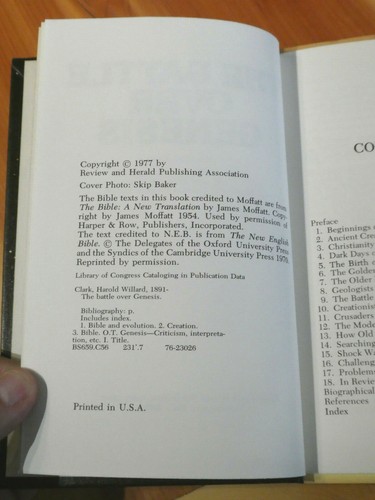 Copyright © 1977 by
Review and Herald Publishing Association
Cover Photo: Skip Baker
The Bible texts in this book credited to Moffatt are from
The Bible: A New Translation by James Moffatt. Copy-
right by James Moffatt 1954. Used by permission of
Harper & Row, Publishers, Incorporated.
The text credited to N.E.B. is from The New English
Bible. © The Delegates of the Oxford University Press
and the Syndics of the Cambridge University Press 1970.
Reprinted by permission.
Library of Congress Cataloging in Publication Data
Clark, Harold Willard, 1891-
The battle over Genesis.
Bibliography: p.
Includes index.
1. Bible and evolution. 2. Creation.
3. Bible. O.T. Genesis—Criticism, interpreta-
tion, etc. I. Title.
BS659.C56 231'.7 76-23026
Printed in U.S.A.
CO
Preface
1. Beginnings
2. Ancient Cre
3. Christianity
4. Dark Days
5. The Birth
6. The Golden
7. The Older
8. Geologists
9. The Battle
10. Creationis
11. Crusaders
12. The Mode
13. How Old
14. Searching
15. Shock Wa
16. Challeng
17. Problems
18. In Review
Biographical
References
Index